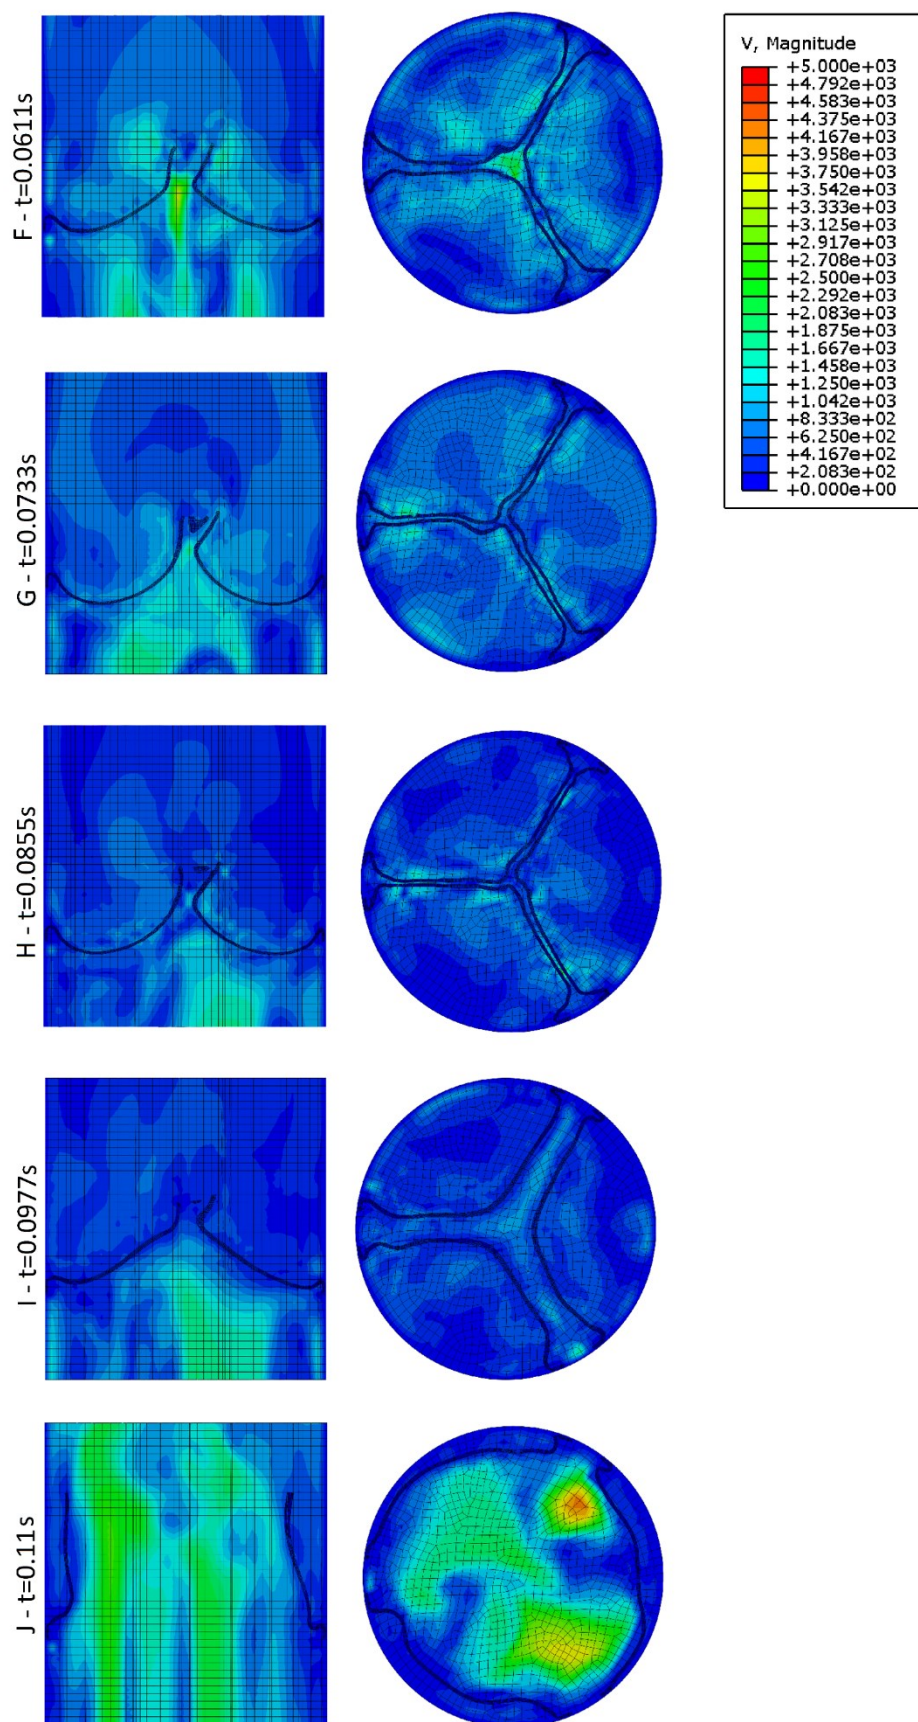 F - t=0.0611s
V, Magnitude
+5.000e+03
+4.792e+03
+4.583e+03
+4.375e+03
+4.167e+03
+3.958e+03
+3.750e+03
+3.542e+03
+3.333e+03
+3.125e+03
+2.917e+03
+2.708e+03
+2.500e+03
+2.292e+03
+2.083e+03
+1.875e+03
+1.667e+03
+1.458e+03
+1.250e+03
+1.042e+03
+8.333e+02
+6.250e+02
+4.167e+02
+2.083e+02
+0.000e+00
G - t=0.0733s
H - t=0.0855s
I - t=0.0977s
J - t=0.11s